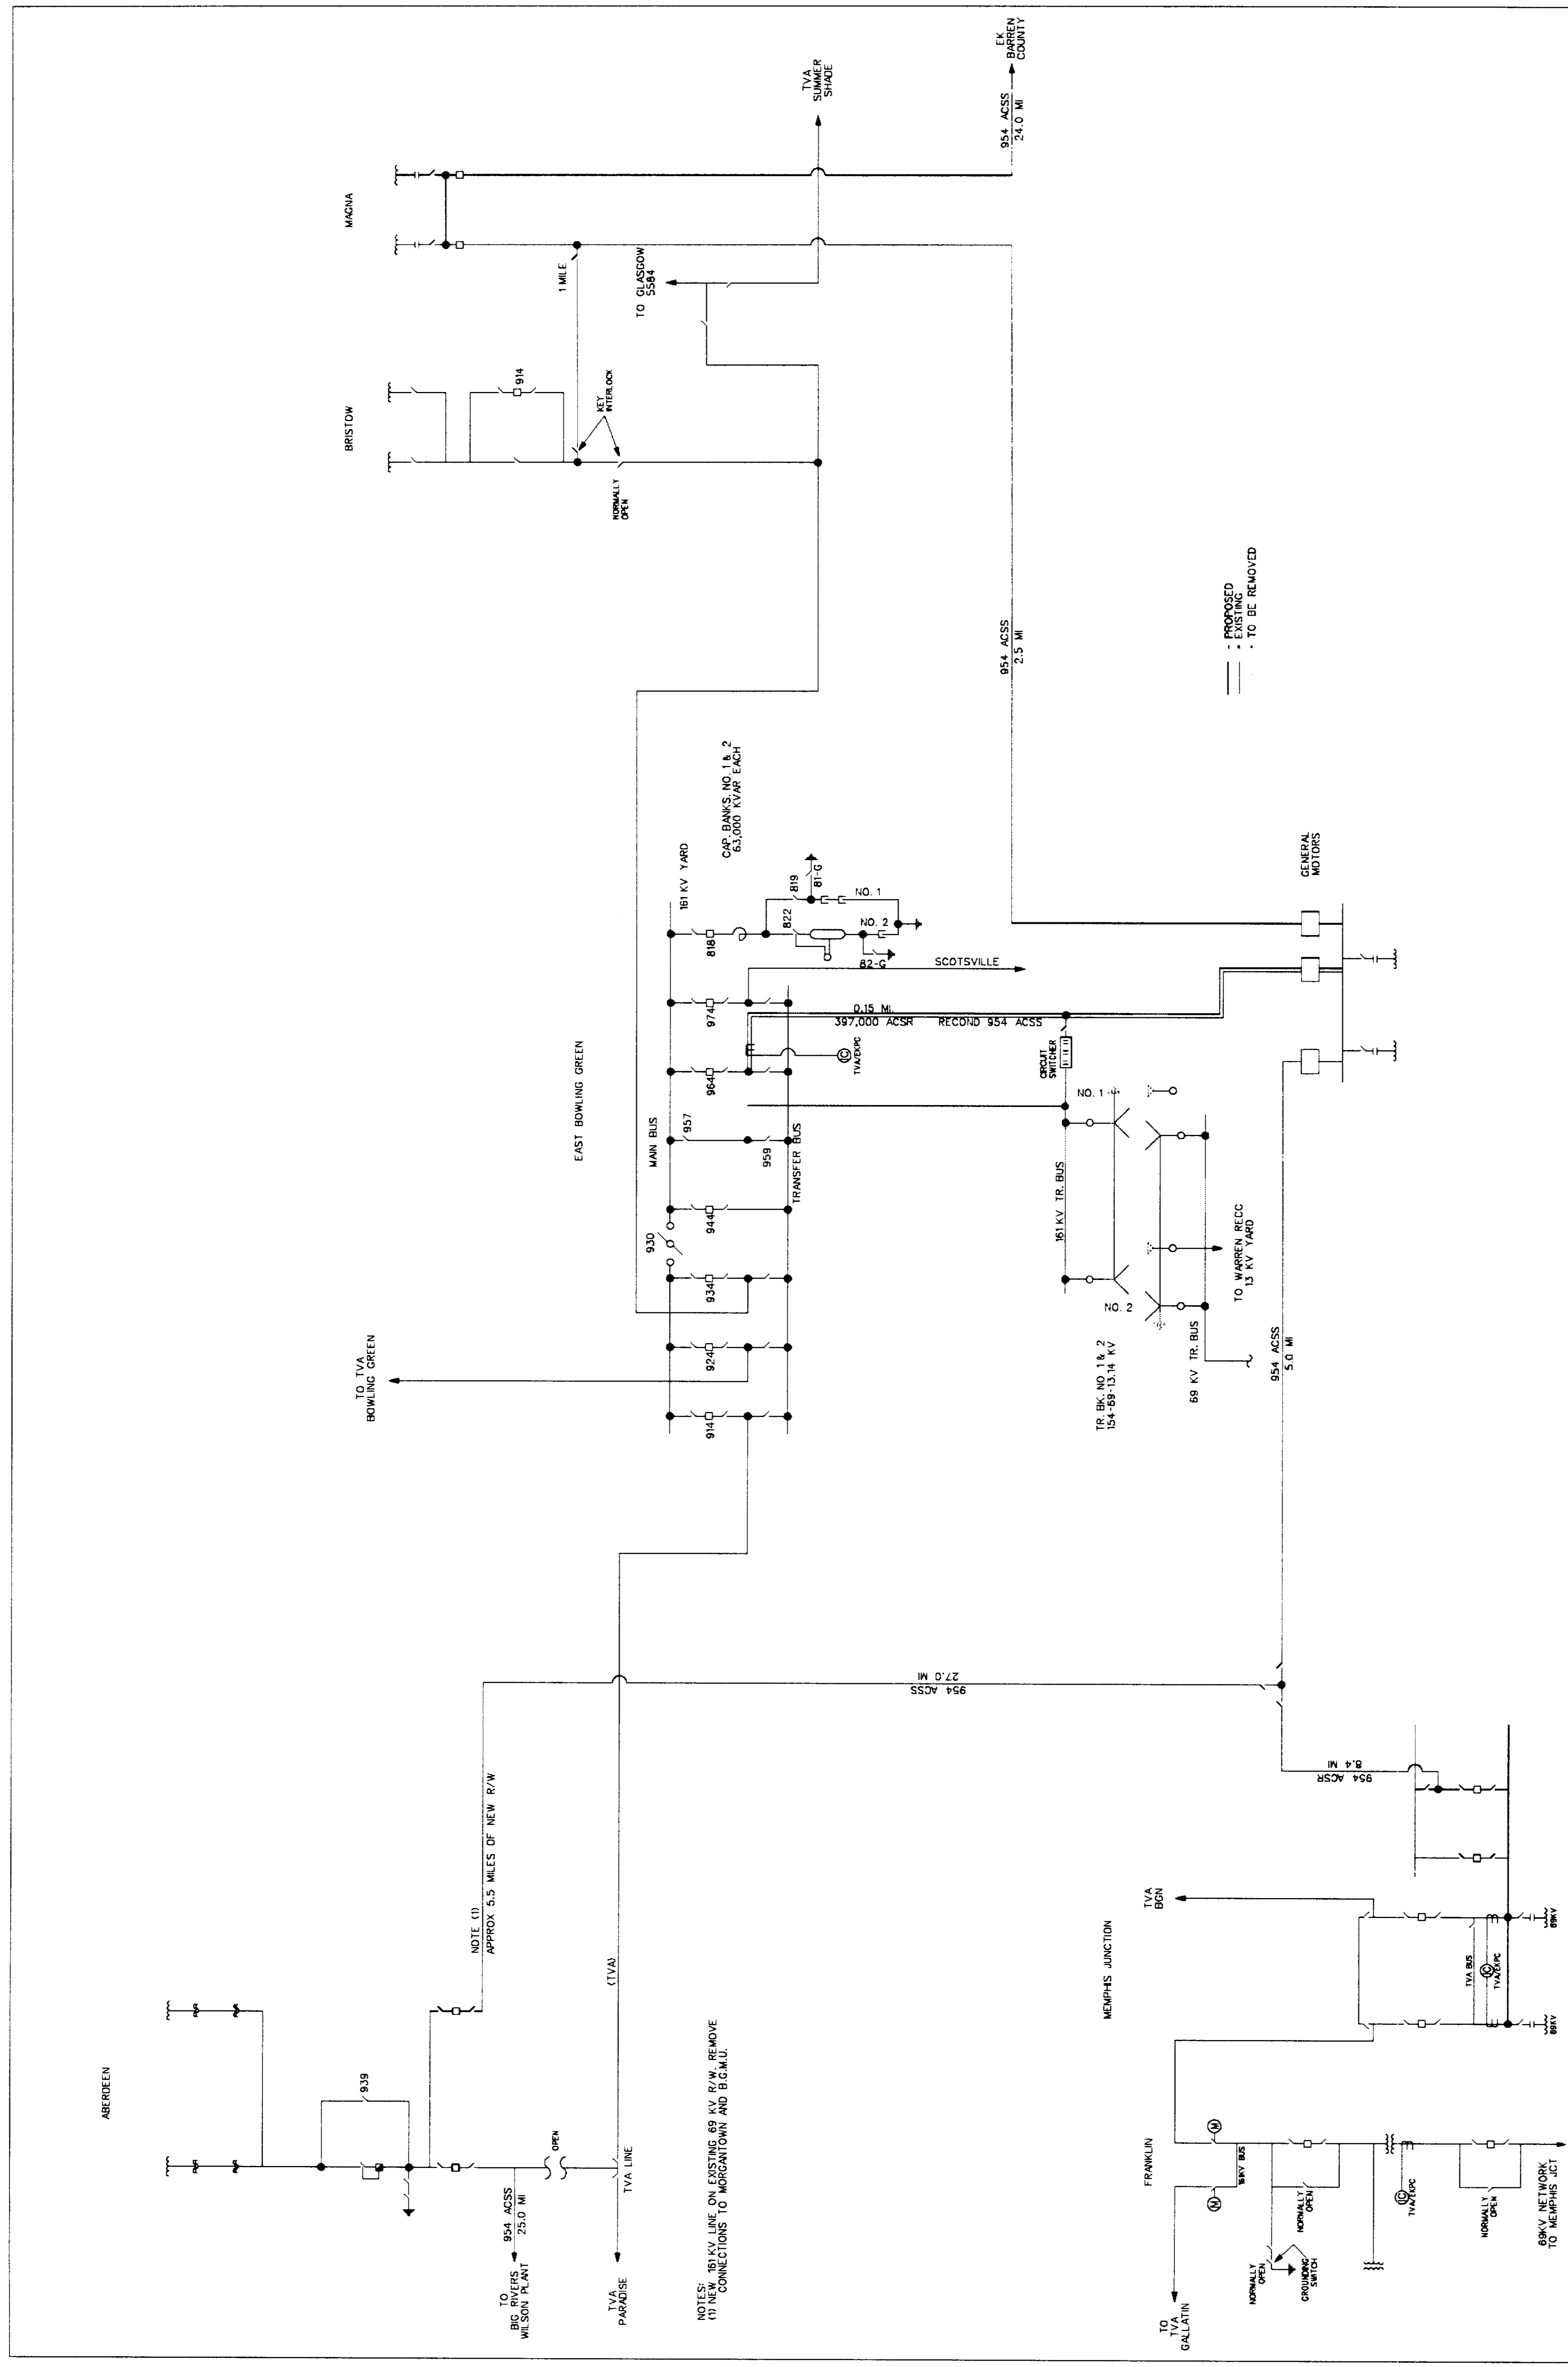 ABERDEEN
939
NOTE (1)
APPROX 5.5 MILES OF NEW R/W
954 ACSS
25.0 MI
OPEN
TO
BIG RIVERS
WILSON PLANT
TVA LINE
(TVA)
TVA
PARADISE
NOTES:
(1) NEW 161 KV LINE ON EXISTING 69 KV R/W. REMOVE
CONNECTIONS TO MORGANTOWN AND B.G.M.U.
954 ACSS
27.0 MI
TO TVA
BOWLING GREEN
EAST BOWLING GREEN
MAIN BUS
161 KV YARD
914
924
934
930
944
957
959
964
974
818
TRANSFER BUS
CAP. BANKS. NO. 1 & 2
63,000 KVAR EACH
822
819
81-G
NO. 1
NO. 2
82-G
SCOTSVILLE
0.15 MI.
397,000 ACSR RECOND 954 ACSS
IC
TVA/EKPC
CIRCUIT
SWITCHER
NO. 1
NO. 2
161 KV TR. BUS
TR. BK. NO 1 & 2
154-69-13.14 KV
69 KV TR. BUS
TO WARREN RECC
13 KV YARD
954 ACSS
5.0 MI
GENERAL
MOTORS
954 ACSS
2.5 MI
- PROPOSED
- EXISTING
- TO BE REMOVED
BRISTOW
914
KEY
INTERLOCK
NORMALLY
OPEN
MAGNA
1 MILE
TO GLASGOW
5584
TVA
SUMMER
SHADE
954 ACSS
24.0 MI
EK
BARREN
COUNTY
MEMPHIS JUNCTION
TVA
BGN
954 ACSR
8.4 MI
TVA BUS
IC
TVA/EKPC
69KV
69KV
FRANKLIN
M
M
161KV BUS
TO
TVA
GALLATIN
NORMALLY
OPEN
GROUNDING
SWITCH
NORMALLY
OPEN
IC
TVA/EKPC
NORMALLY
OPEN
69KV NETWORK
TO MEMPHIS JCT